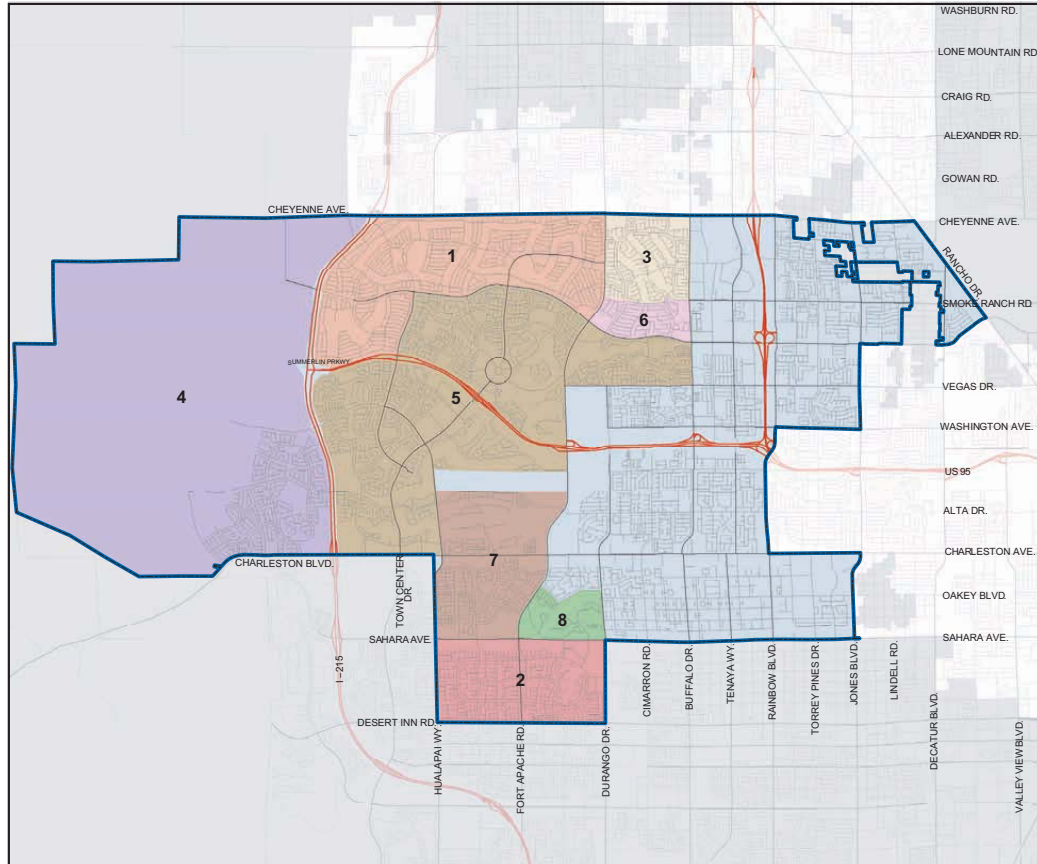 WASHBURN RD.
LONE MOUNTAIN RD
CRAIG RD.
ALEXANDER RD.
GOWAN RD.
CHEYENNE AVE.
CHEYENNE AVE.
RANCHO DR.
1
3
SMOKE RANCH RD.
6
SUMMERLIN PRKWY
4
5
VEGAS DR.
WASHINGTON AVE.
US 95
ALTA DR.
CHARLESTON AVE.
CHARLESTON BLVD.
7
TOWN CENTER
DR.
OAKEY BLVD.
8
SAHARA AVE.
SAHARA AVE.
I-215
2
CIMARRON RD.
BUFFALO DR.
TENAYA WY.
RAINBOW BLVD.
TORREY PINES DR.
JONES BLVD.
LINDELL RD.
DECATUR BLVD.
VALLEY VIEW BLVD.
DESERT INN RD.
HUALAPAI WY.
FORT APACHE RD.
DURANGO DR.